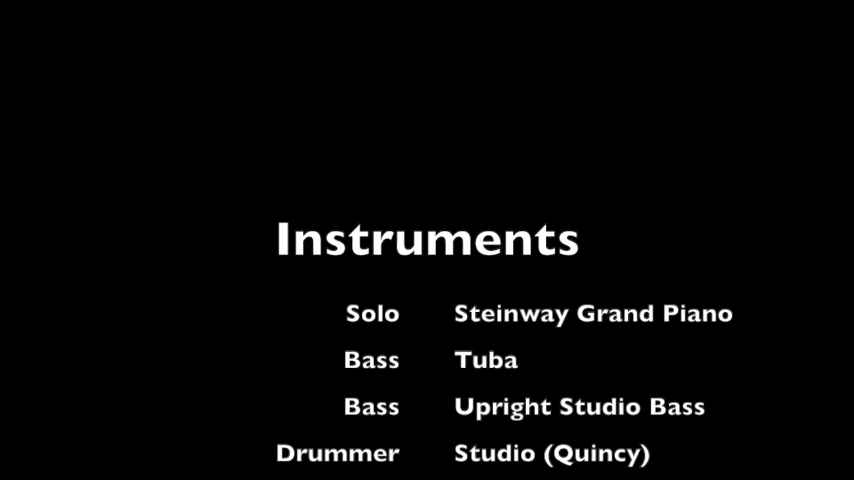 Instruments
Solo Steinway Grand Piano
Bass Tuba
Bass Upright Studio Bass
Drummer Studio (Quincy)